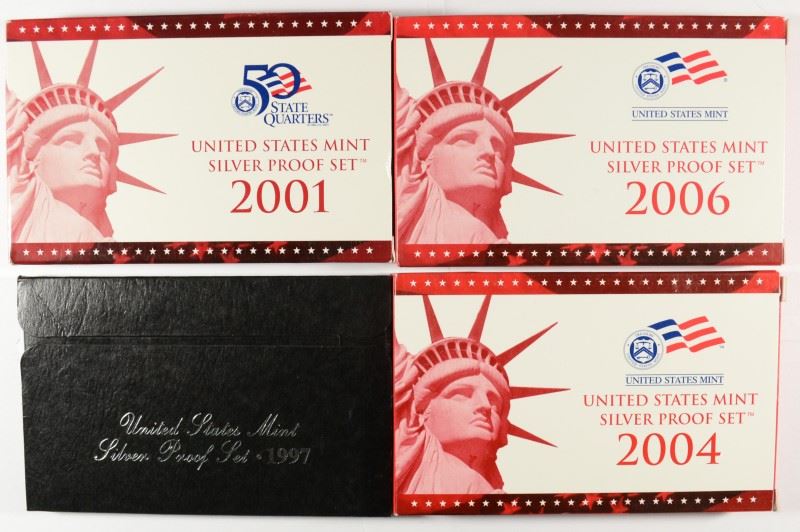 50
STATE
QUARTERS™
UNITED STATES MINT
SILVER PROOF SET™
2001
UNITED STATES MINT
UNITED STATES MINT
SILVER PROOF SET™
2006
United States Mint
Silver Proof Set • 1997
UNITED STATES MINT
UNITED STATES MINT
SILVER PROOF SET™
2004